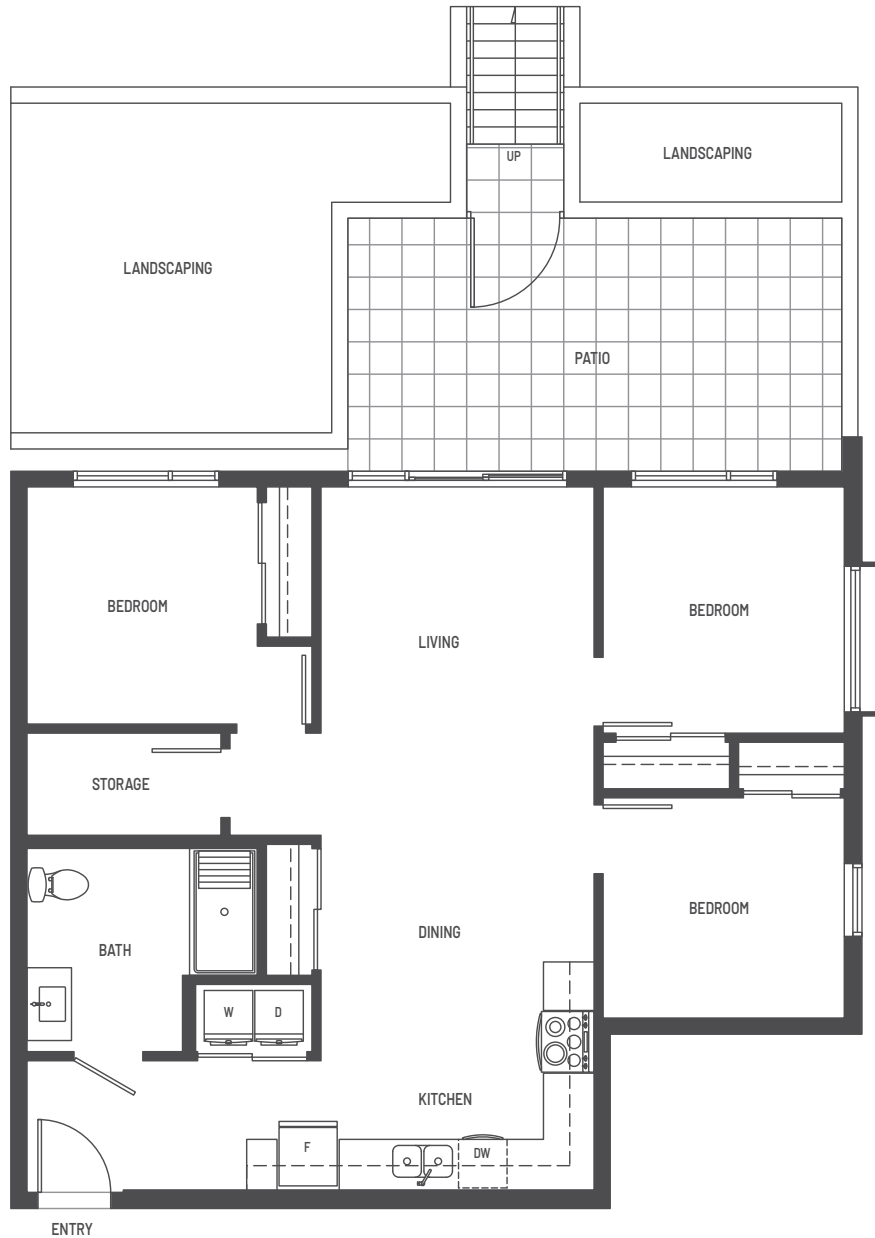 UP
LANDSCAPING
LANDSCAPING
PATIO
BEDROOM
BEDROOM
LIVING
STORAGE
BEDROOM
DINING
BATH
W
D
KITCHEN
F
DW
ENTRY